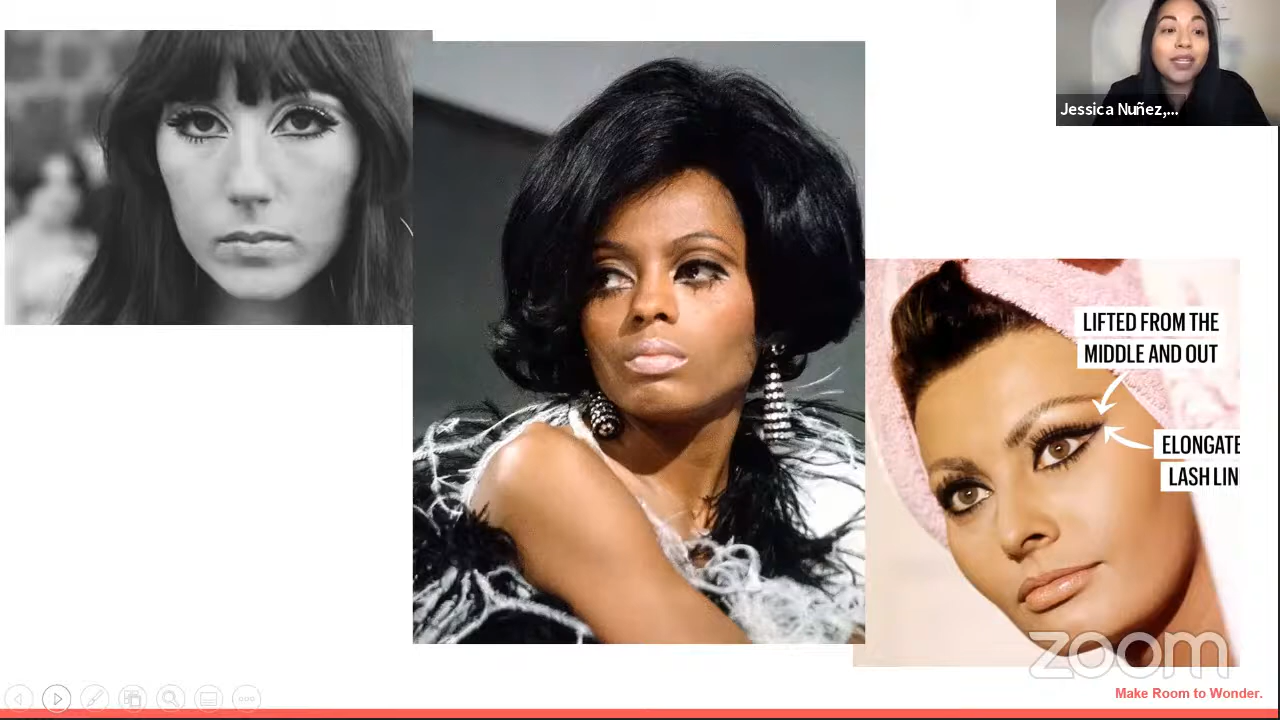 Jessica Nuñez,...
LIFTED FROM THE
MIDDLE AND OUT
ELONGATE
LASH LIN
zoom
Make Room to Wonder.